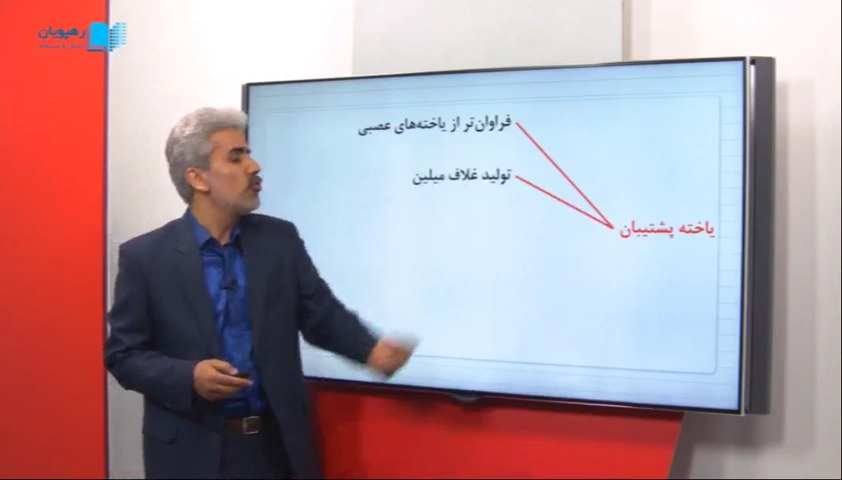 رهپویان
فراوان‌تر از یاخته‌های عصبی
تولید غلاف میلین
یاخته پشتیبان